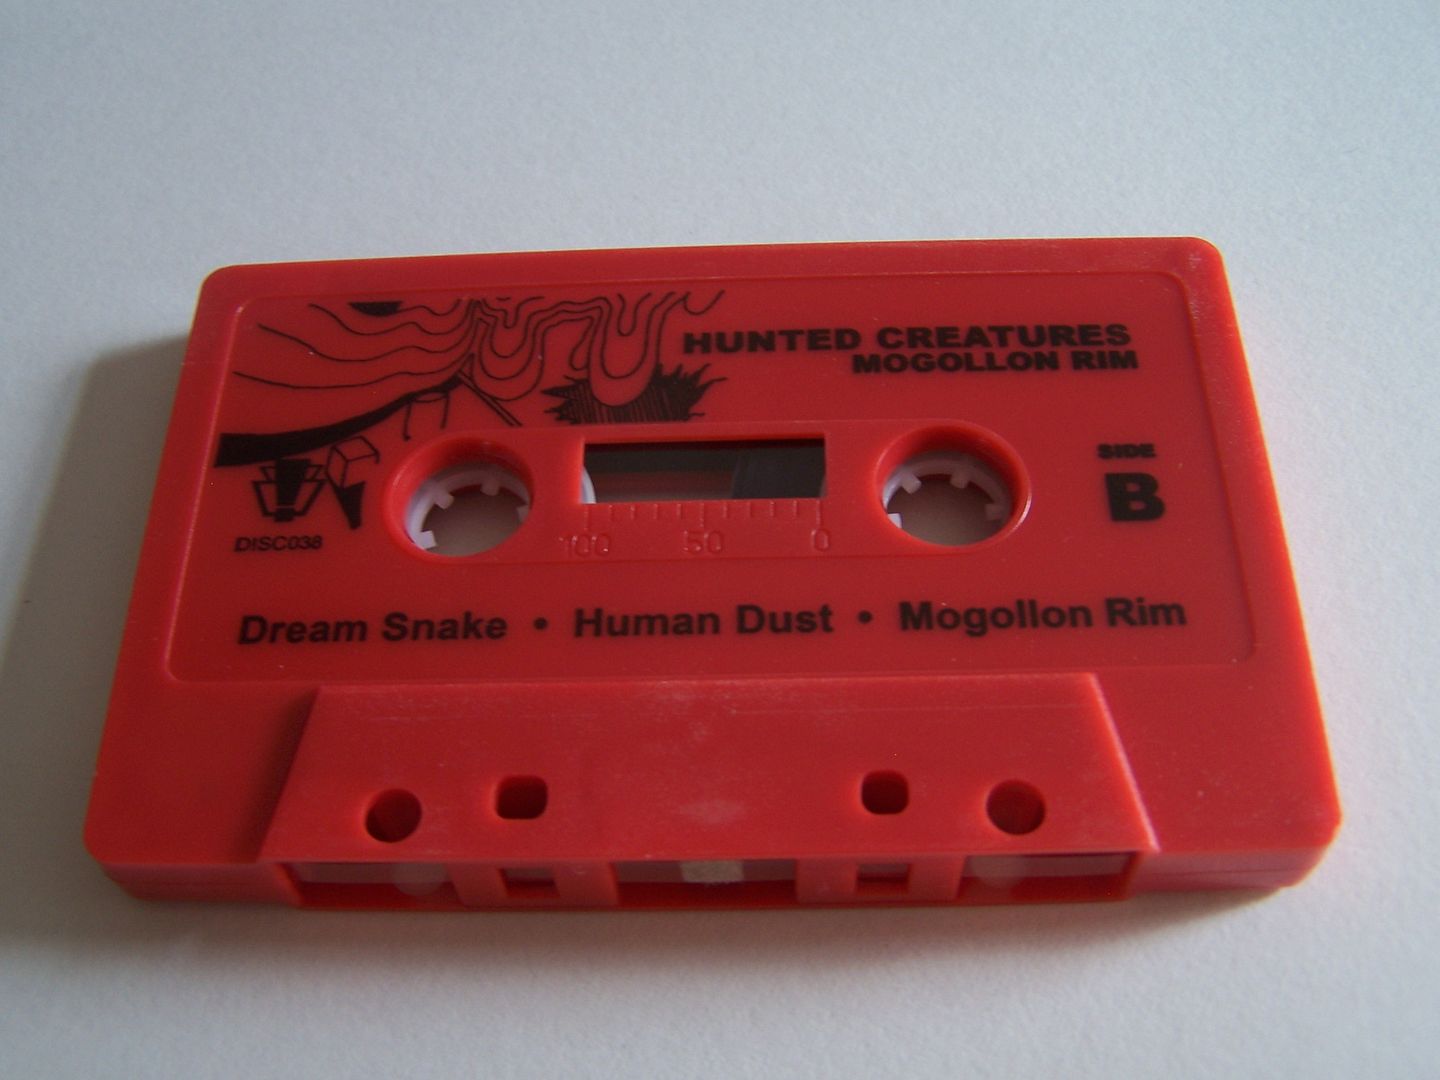 HUNTED CREATURES
MOGOLLON RIM
SIDE
B
DISC038
100 50 0
Dream Snake • Human Dust • Mogollon Rim